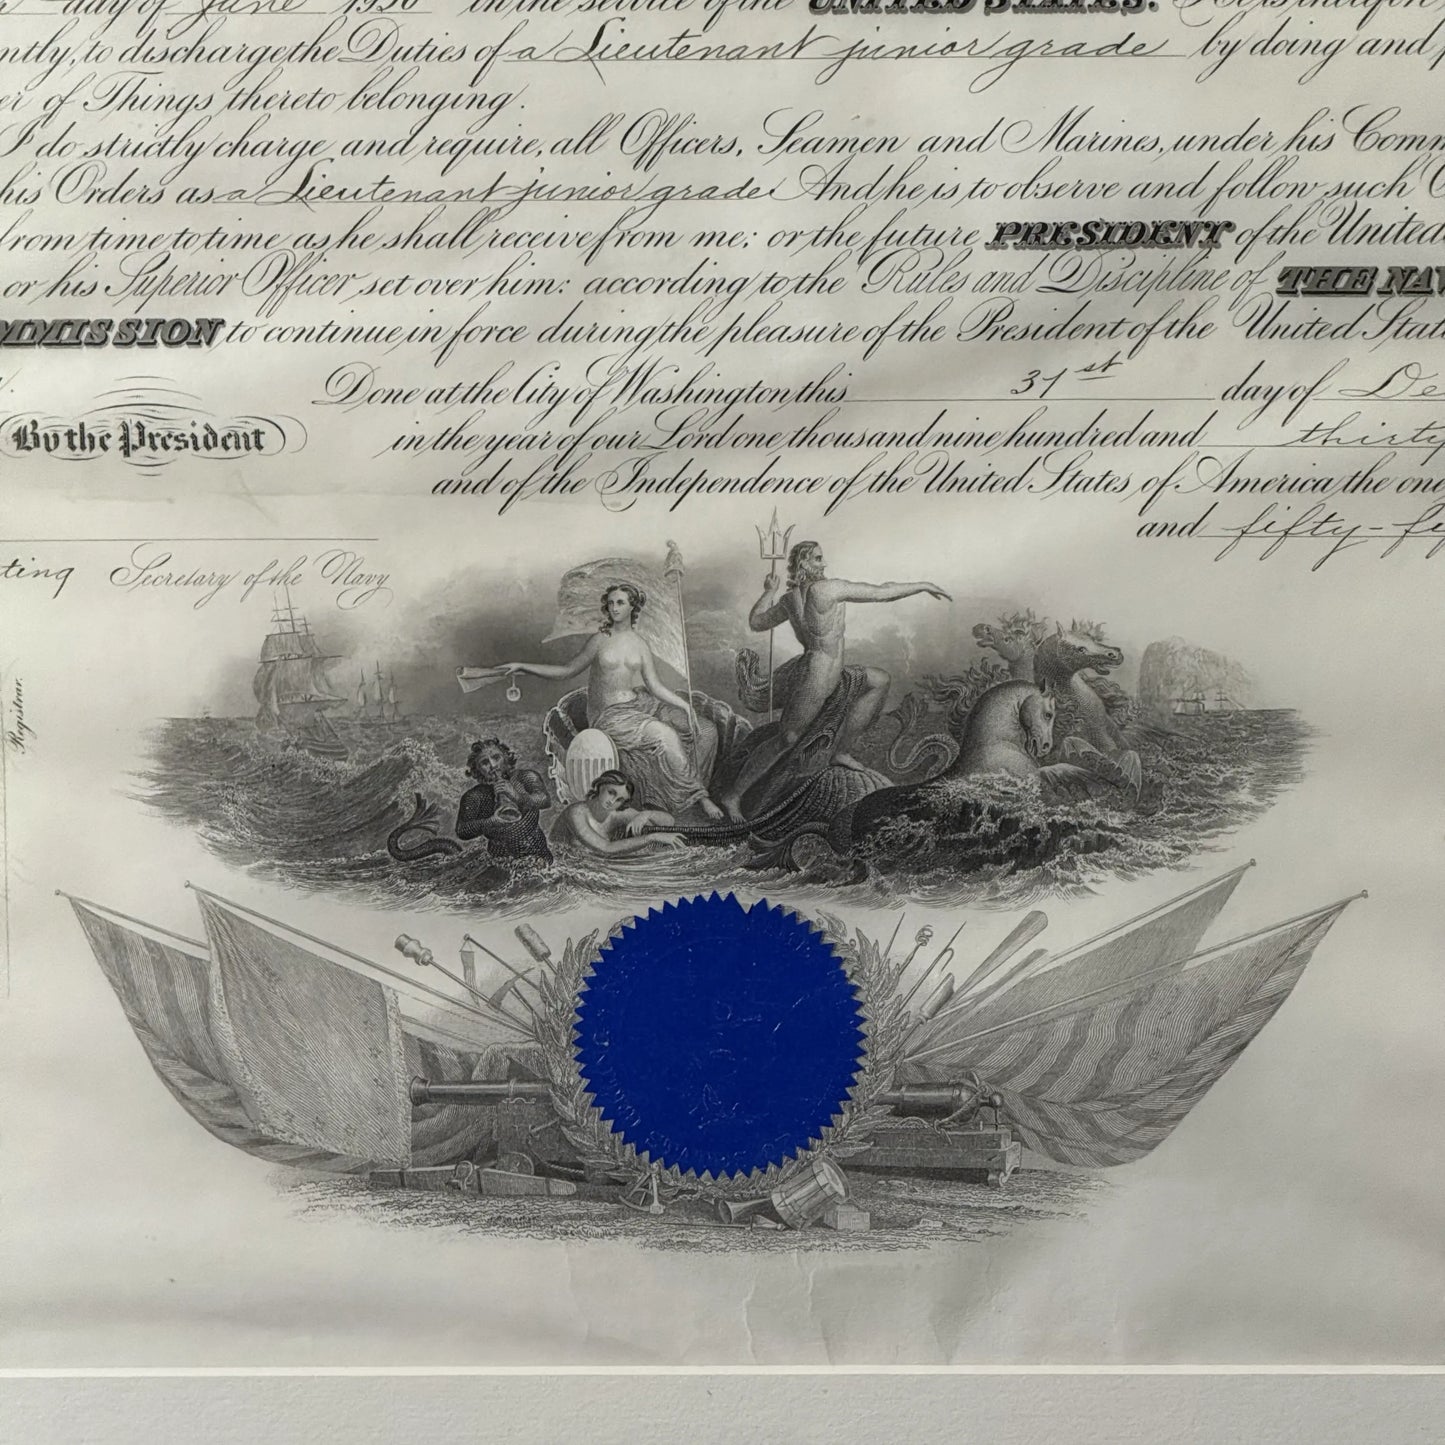 day of June 1930 in the service of the UNITED STATES.
to discharge the Duties of a Lieutenant junior grade by doing and
of Things thereto belonging.
I do strictly charge and require, all Officers, Seamen and Marines, under his
his Orders as a Lieutenant junior grade. And he is to observe and follow such
from time to time as he shall receive from me; or the future PRESIDENT of the United
or his Superior Officer set over him: according to the Rules and Discipline of THE NAV
MMISSION to continue in force during the pleasure of the President of the United Stat
Done at the City of Washington this 31st day of De
By the President
in the year of our Lord one thousand nine hundred and thirty
and of the Independence of the United States of America the one
and fifty-fif
ting Secretary of the Navy
Registrar.